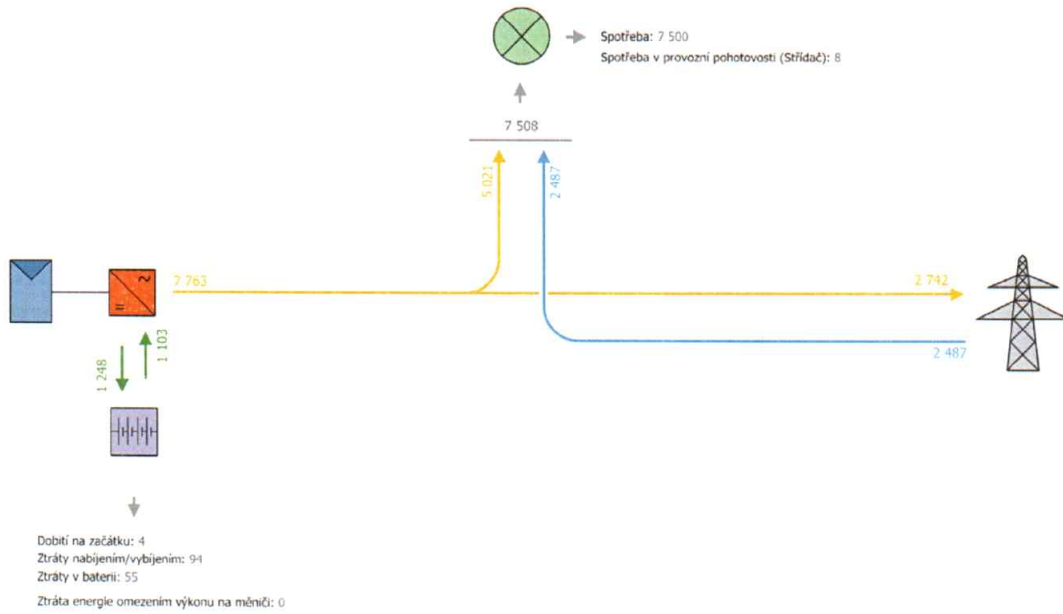 Spotřeba: 7 500
Spotřeba v provozní pohotovosti (Střídač): 8
7 508
5 021
2 487
7 763
2 742
2 487
1 248
1 103
Dobití na začátku: 4
Ztráty nabíjením/vybíjením: 94
Ztráty v baterii: 55
Ztráta energie omezením výkonu na měniči: 0